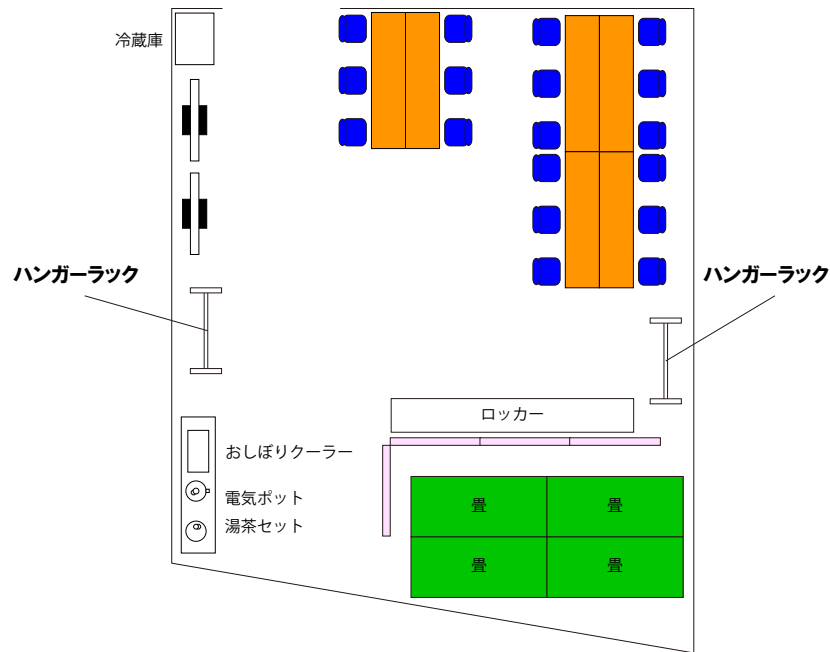 冷蔵庫
ハンガーラック
ハンガーラック
ロッカー
おしぼりクーラー
電気ポット
湯茶セット
畳
畳
畳
畳